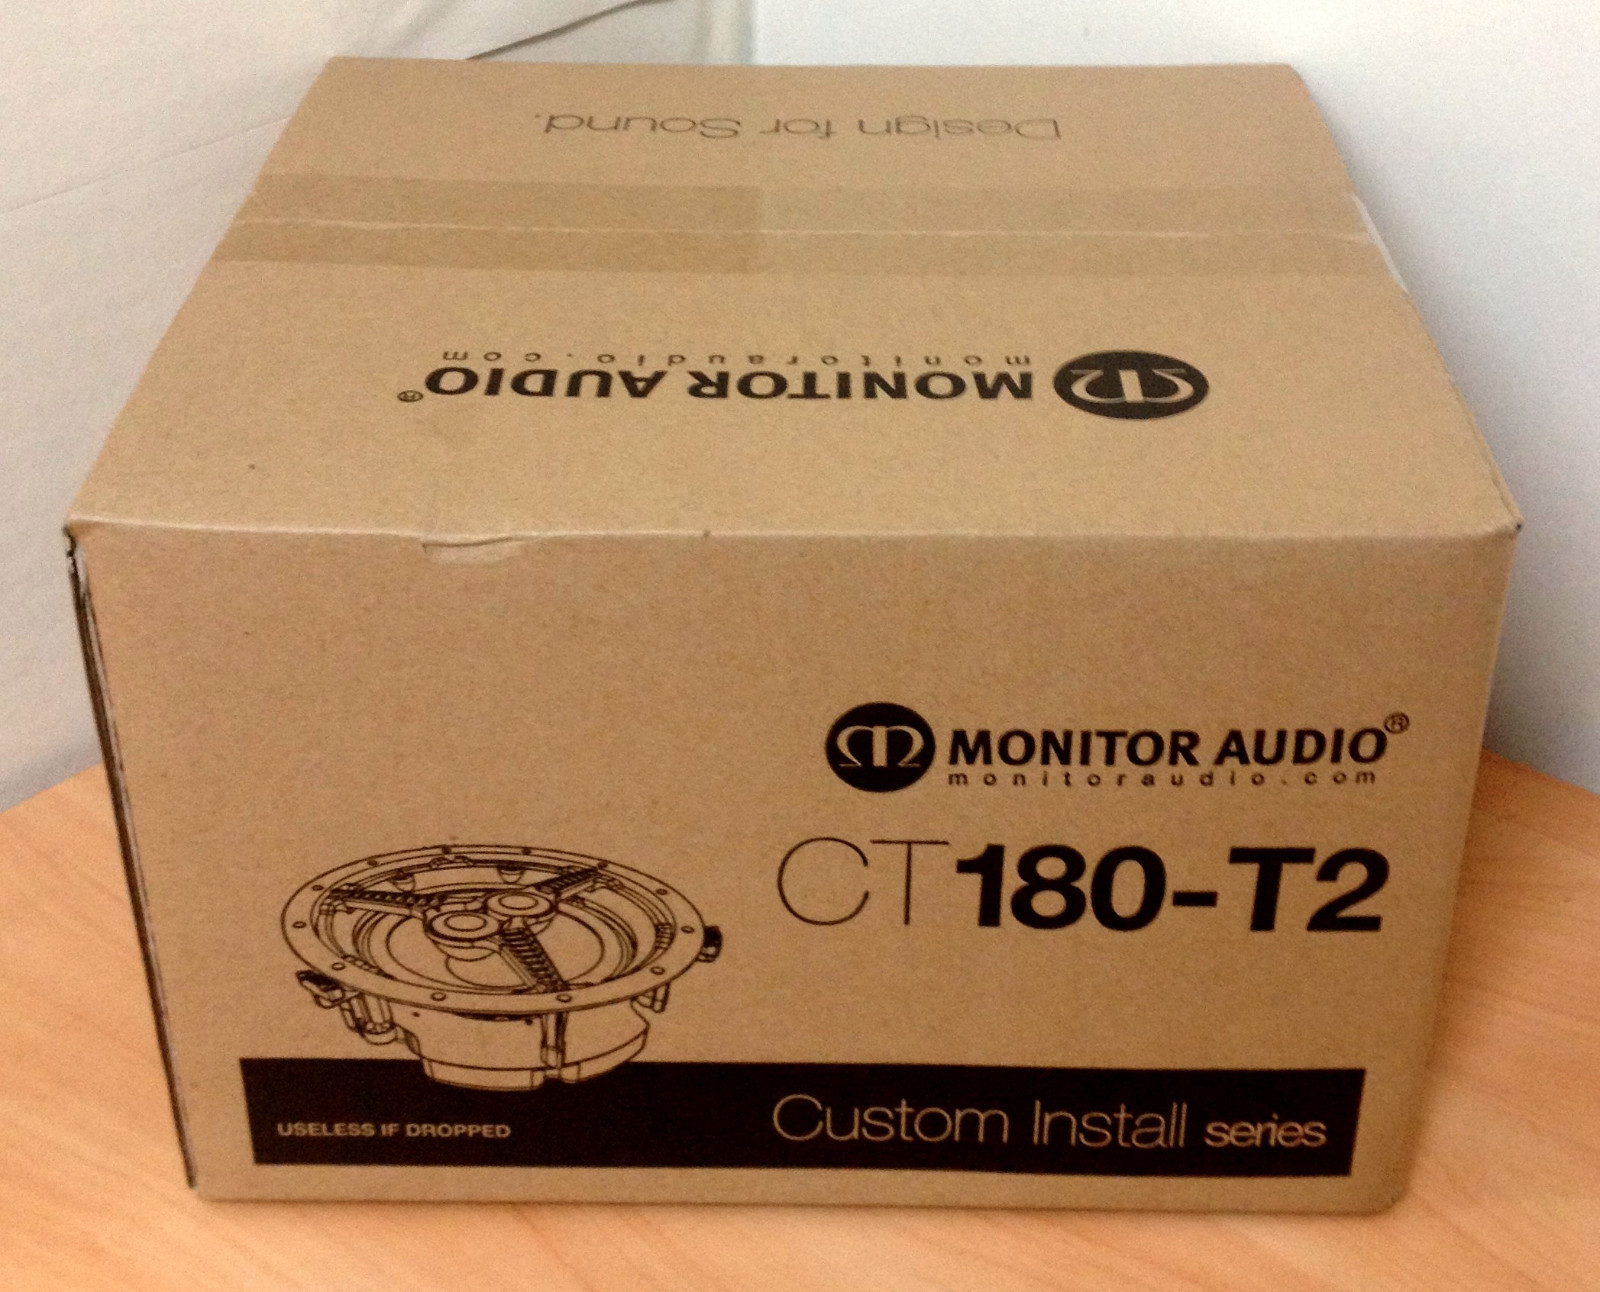 Design for Sound.
MONITOR AUDIO®
monitoraudio.com
MONITOR AUDIO®
monitoraudio.com
CT180-T2
USELESS IF DROPPED
Custom Install series